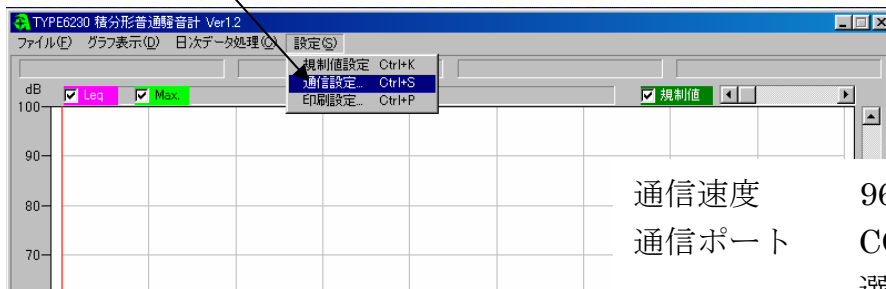 TYPE6230 積分形普通騒音計 Ver1.2
ファイル(F) グラフ表示(D) 日次データ処理(C) 設定(S)
規制値設定 Ctrl+K
通信設定... Ctrl+S
印刷設定... Ctrl+P
dB
Leq
Max.
規制値
100
90
80
70
通信速度 96
通信ポート